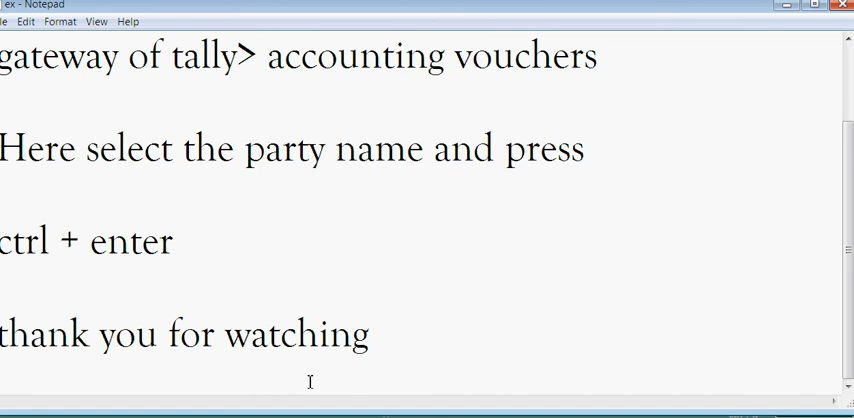 ex - Notepad
le Edit Format View Help
gateway of tally> accounting vouchers
Here select the party name and press
ctrl + enter
thank you for watching